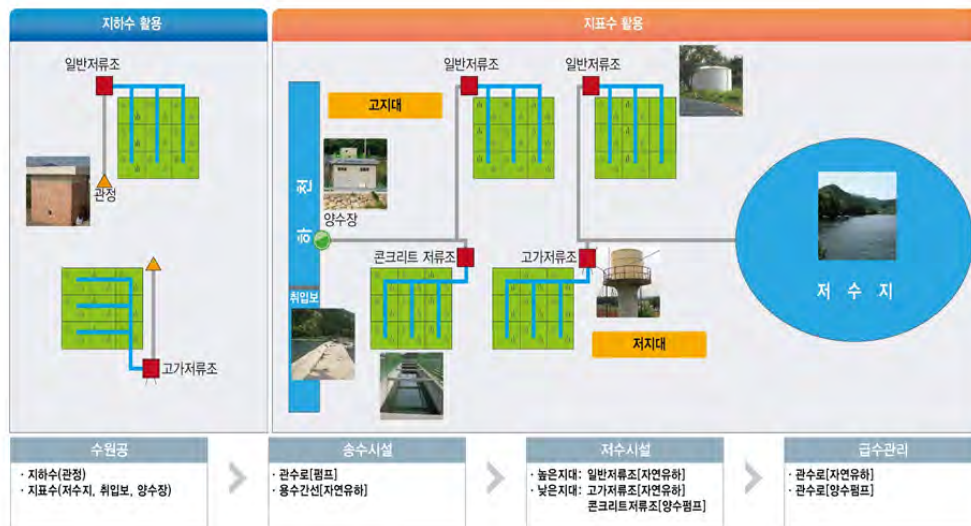 지하수 활용
지표수 활용
일반저류조
관정
고가저류조
하천
취입보
고지대
양수장
일반저류조
일반저류조
콘크리트 저류조
고가저류조
저지대
저 수 지
수원공
· 지하수(관정)
· 지표수(저수지, 취입보, 양수장)
송수시설
· 관수로[펌프]
· 용수간선[자연유하]
저수시설
· 높은지대: 일반저류조[자연유하]
· 낮은지대: 고가저류조[자연유하]
콘크리트저류조[양수펌프]
급수관리
· 관수로[자연유하]
· 관수로[양수펌프]